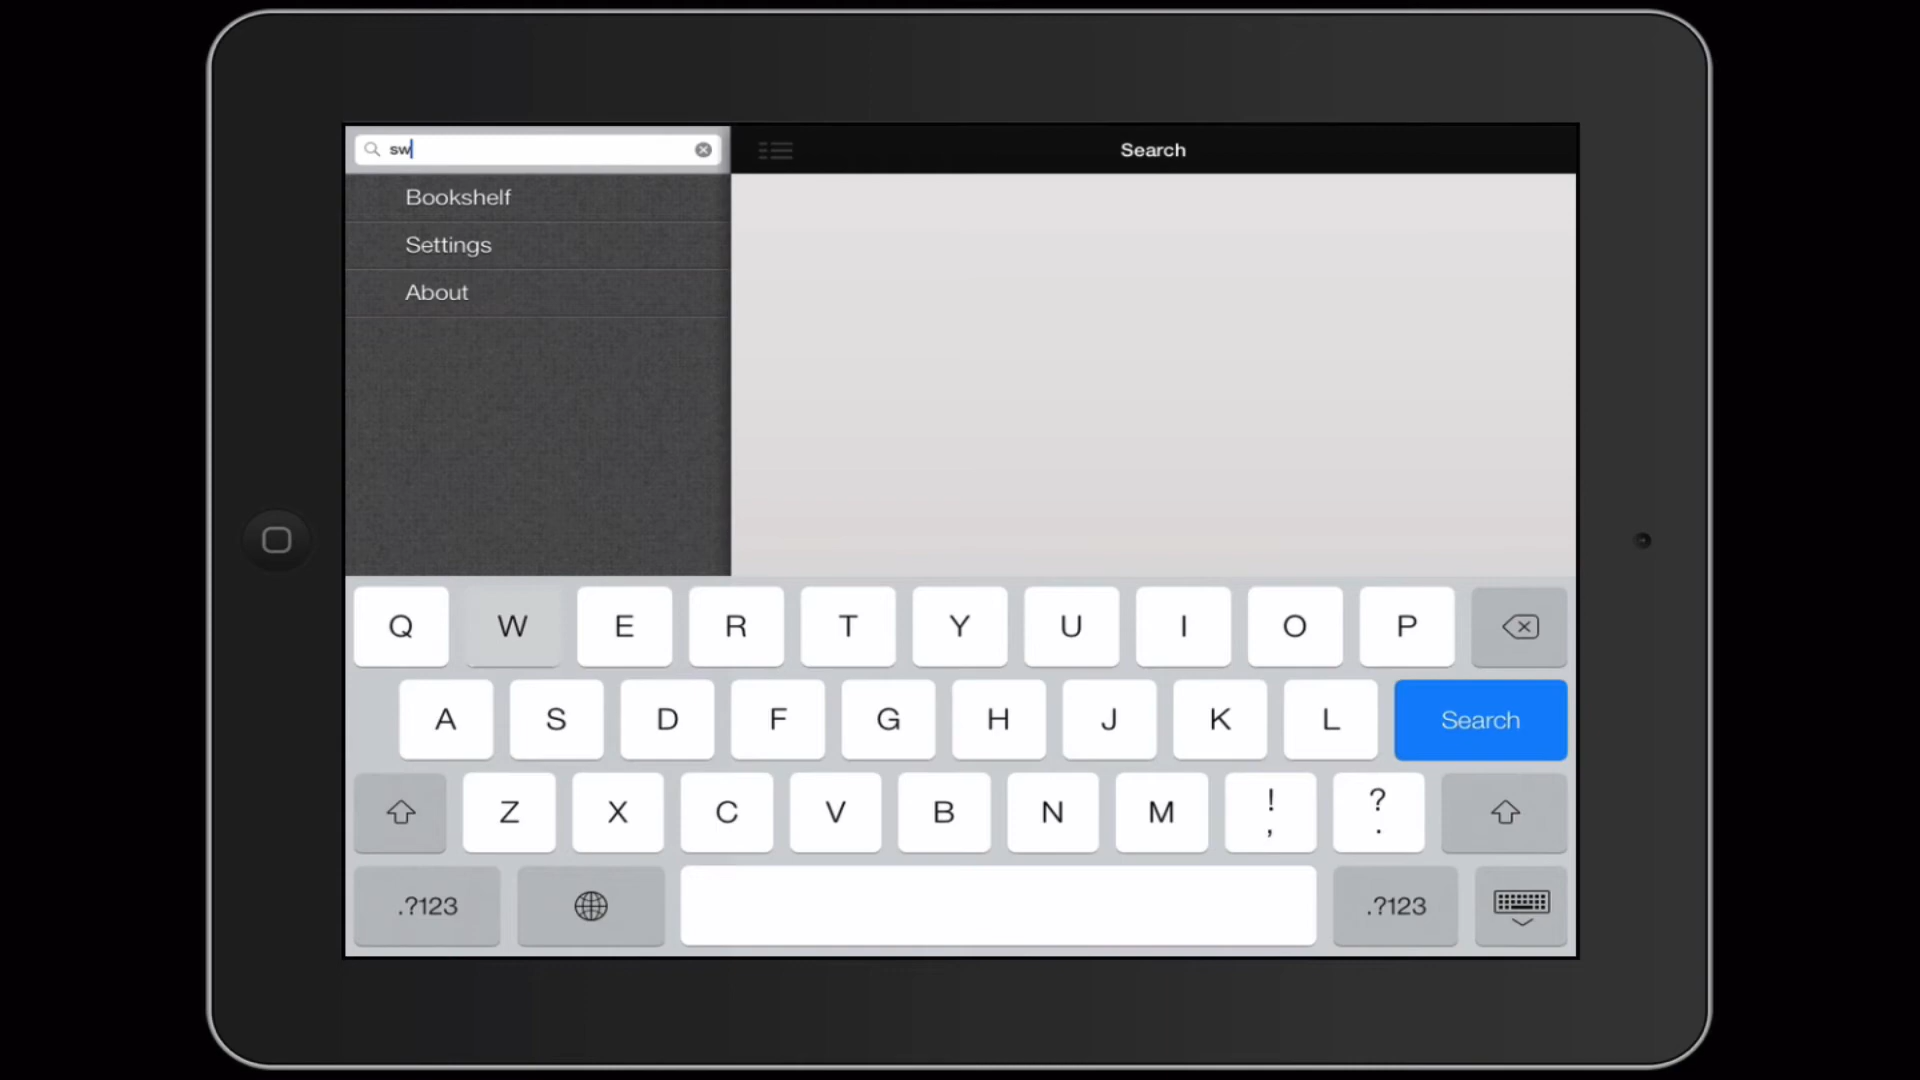 sw
Search
Bookshelf
Settings
About
Q W E R T Y U I O P
A S D F G H J K L Search
Z X C V B N M ! , ? .
.?123 .?123